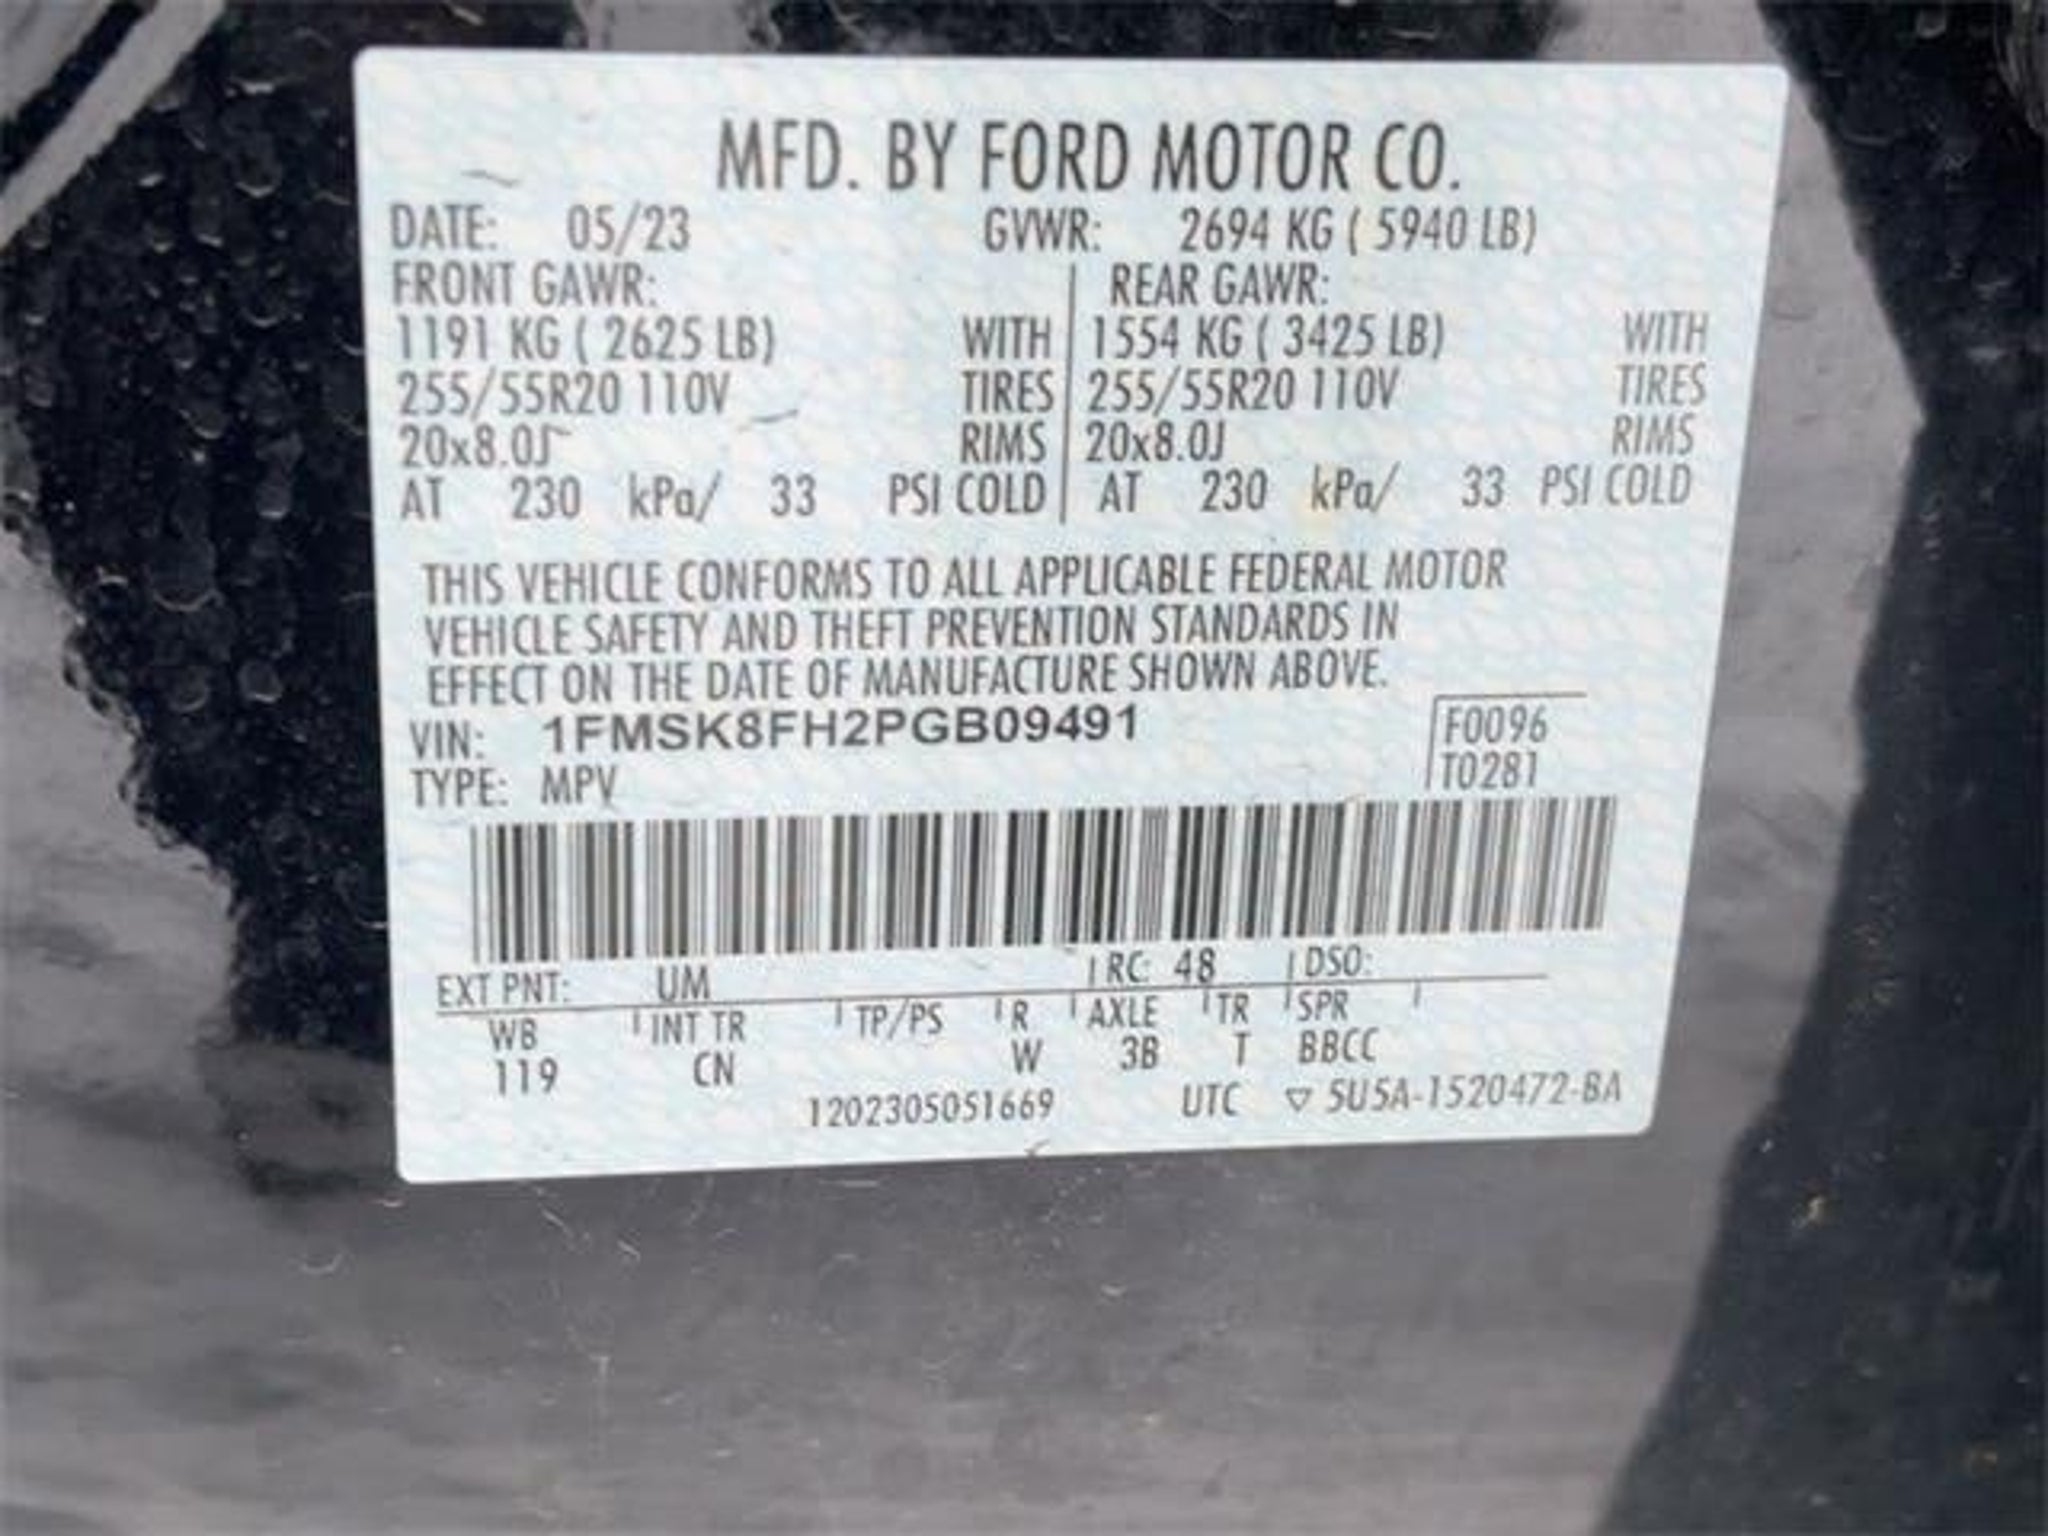 MFD. BY FORD MOTOR CO.
DATE: 05/23 GVWR: 2694 KG ( 5940 LB)
FRONT GAWR: REAR GAWR:
1191 KG ( 2625 LB) WITH 1554 KG ( 3425 LB) WITH
255/55R20 110V TIRES 255/55R20 110V TIRES
20x8.0J RIMS 20x8.0J RIMS
AT 230 kPa/ 33 PSI COLD AT 230 kPa/ 33 PSI COLD
THIS VEHICLE CONFORMS TO ALL APPLICABLE FEDERAL MOTOR
VEHICLE SAFETY AND THEFT PREVENTION STANDARDS IN
EFFECT ON THE DATE OF MANUFACTURE SHOWN ABOVE.
VIN: 1FMSK8FH2PGB09491 F0096
TYPE: MPV T0281
EXT PNT: UM RC: 48 DSO:
WB INT TR TP/PS R AXLE TR SPR
119 CN W 3B T BBCC
1202305051669 UTC ▽ 5U5A-1520472-BA